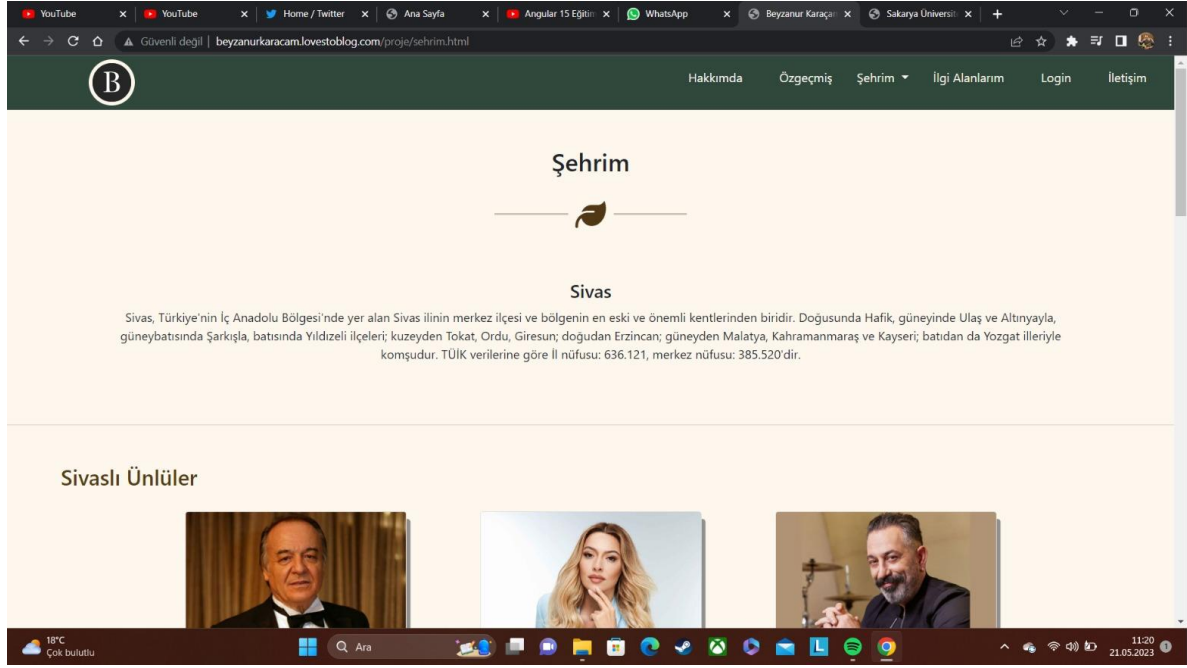 YouTube
YouTube
Home / Twitter
Ana Sayfa
Angular 15 Eğitim
WhatsApp
Beyzanur Karaçam
Sakarya Üniversit
Güvenli değil | beyzanurkaracam.lovestoblog.com/proje/sehrim.html
B
Hakkımda Özgeçmiş Şehrim İlgi Alanlarım Login İletişim
Şehrim
Sivas
Sivas, Türkiye'nin İç Anadolu Bölgesi'nde yer alan Sivas ilinin merkez ilçesi ve bölgenin en eski ve önemli kentlerinden biridir. Doğusunda Hafik, güneyinde Ulaş ve Altınyayla,
güneybatısında Şarkışla, batısında Yıldızeli ilçeleri; kuzeyden Tokat, Ordu, Giresun; doğudan Erzincan; güneyden Malatya, Kahramanmaraş ve Kayseri; batıdan da Yozgat illeriyle
komşudur. TÜİK verilerine göre İl nüfusu: 636.121, merkez nüfusu: 385.520'dir.
Sivaslı Ünlüler
18°C
Çok bulutlu
Ara
L
11:20
21.05.2023